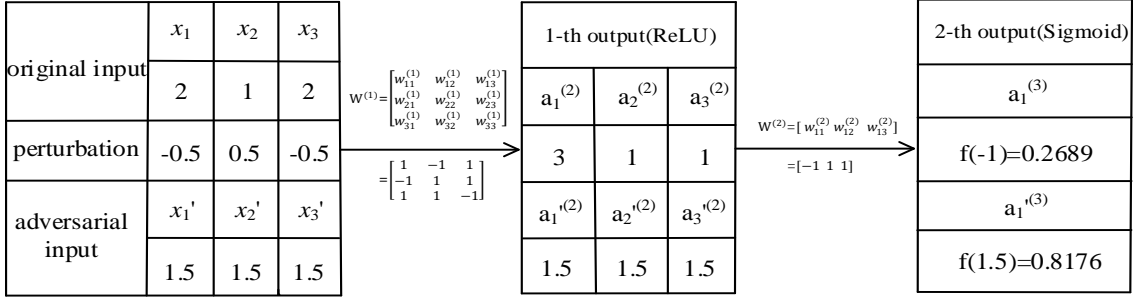 x₁ x₂ x₃
original input
2 1 2
perturbation -0.5 0.5 -0.5
adversarial input
x₁' x₂' x₃'
1.5 1.5 1.5
W⁽¹⁾=[w₁₁⁽¹⁾ w₁₂⁽¹⁾ w₁₃⁽¹⁾
w₂₁⁽¹⁾ w₂₂⁽¹⁾ w₂₃⁽¹⁾
w₃₁⁽¹⁾ w₃₂⁽¹⁾ w₃₃⁽¹⁾]
=[1 -1 1
-1 1 1
1 1 -1]
1-th output(ReLU)
a₁⁽²⁾ a₂⁽²⁾ a₃⁽²⁾
3 1 1
a₁'⁽²⁾ a₂'⁽²⁾ a₃'⁽²⁾
1.5 1.5 1.5
W⁽²⁾=[ w₁₁⁽²⁾ w₁₂⁽²⁾ w₁₃⁽²⁾]
=[-1 1 1]
2-th output(Sigmoid)
a₁⁽³⁾
f(-1)=0.2689
a₁'⁽³⁾
f(1.5)=0.8176